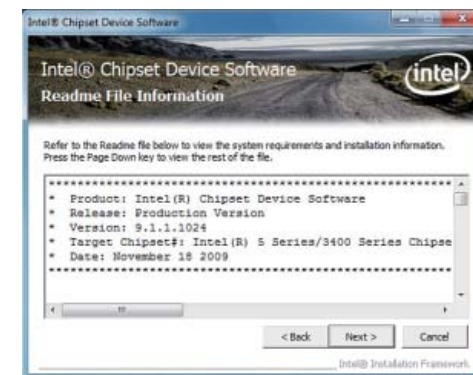 Intel® Chipset Device Software
Intel® Chipset Device Software
intel
Readme File Information
Refer to the Readme file below to view the system requirements and installation information.
Press the Page Down key to view the rest of the file.
****************************************************
* Product: Intel(R) Chipset Device Software
* Release: Production Version
* Version: 9.1.1.1024
* Target Chipset#: Intel(R) 5 Series/3400 Series Chipse
* Date: November 18 2009
****************************************************
< Back Next > Cancel
Intel® Installation Framework